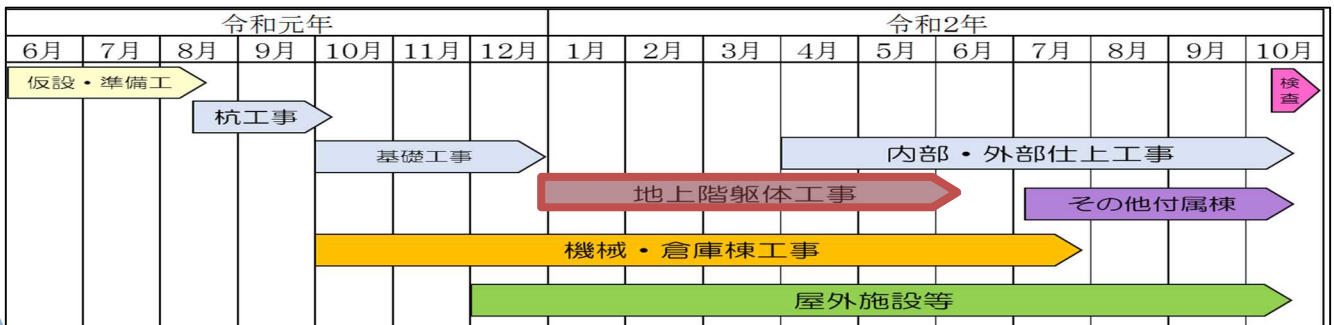 令和元年 令和2年
6月 7月 8月 9月 10月 11月 12月 1月 2月 3月 4月 5月 6月 7月 8月 9月 10月
仮設・準備工
検査
杭工事
基礎工事
内部・外部仕上工事
地上階躯体工事
その他付属棟
機械・倉庫棟工事
屋外施設等